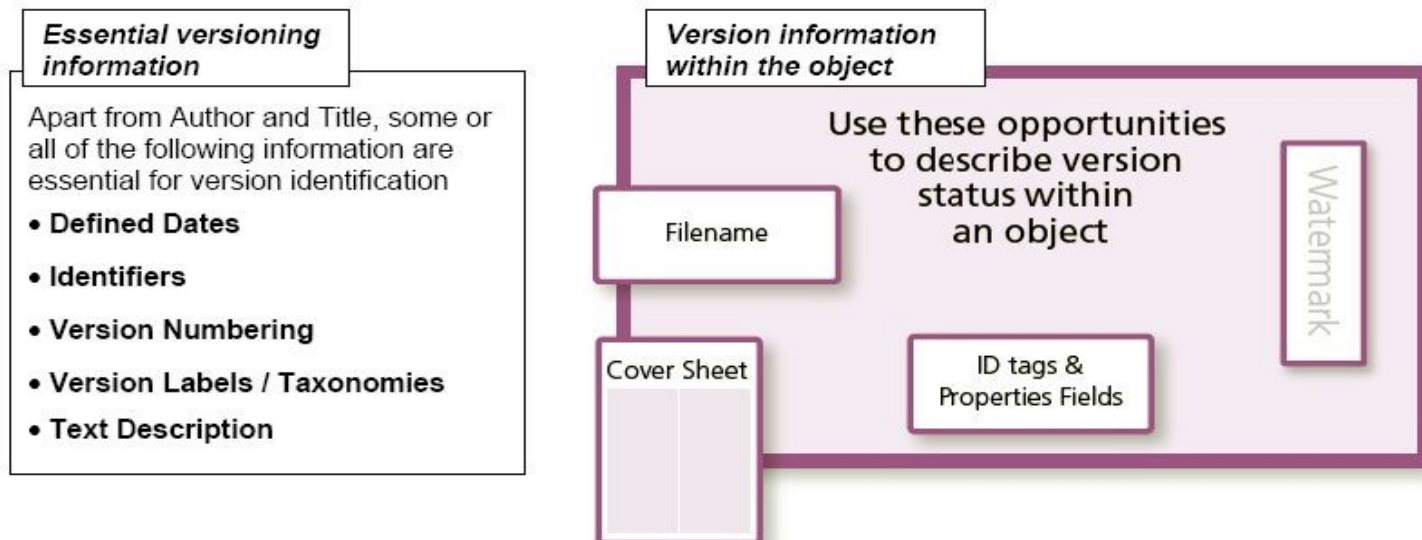 Essential versioning
information
Apart from Author and Title, some or
all of the following information are
essential for version identification
• Defined Dates
• Identifiers
• Version Numbering
• Version Labels / Taxonomies
• Text Description
Version information
within the object
Use these opportunities
to describe version
status within
an object
Filename
Watermark
Cover Sheet
ID tags &
Properties Fields